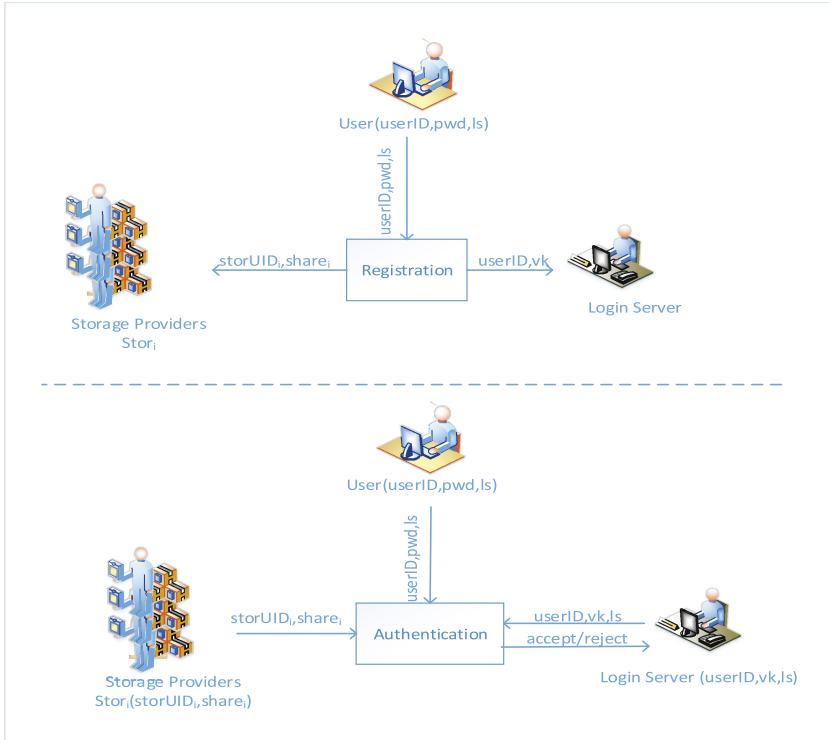 User(userID,pwd,ls)
userID,pwd,ls
storUIDᵢ,shareᵢ
Registration
userID,vk
Storage Providers
Storᵢ
Login Server
User(userID,pwd,ls)
userID,pwd,ls
storUIDᵢ,shareᵢ
Authentication
userID,vk,ls
accept/reject
Storage Providers
Storᵢ(storUIDᵢ,shareᵢ)
Login Server (userID,vk,ls)